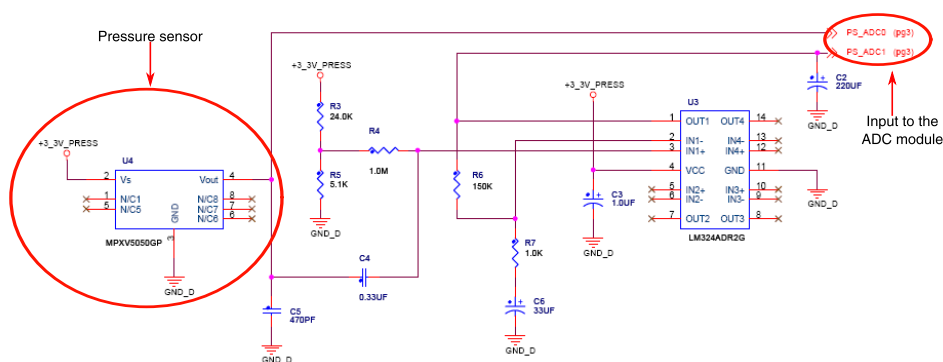 Pressure sensor
PS_ADC0 (pg3)
PS_ADC1 (pg3)
Input to the
ADC module
+3_3V_PRESS
R3
24.0K
R4
1.0M
R5
5.1K
GND_D
+3_3V_PRESS
U4
2 Vs
Vout 4
1 N/C1
N/C8 8
5 N/C5
N/C7 7
N/C6 6
GND
3
MPXV5050GP
GND_D
C4
0.33UF
C5
470PF
GND_D
+3_3V_PRESS
C3
1.0UF
GND_D
R6
150K
R7
1.0K
C6
33UF
GND_D
U3
1 OUT1 OUT4 14
2 IN1- IN4- 13
3 IN1+ IN4+ 12
4 VCC GND 11
5 IN2+ IN3+ 10
6 IN2- IN3- 9
7 OUT2 OUT3 8
LM324ADR2G
C2
220UF
GND_D
GND_D